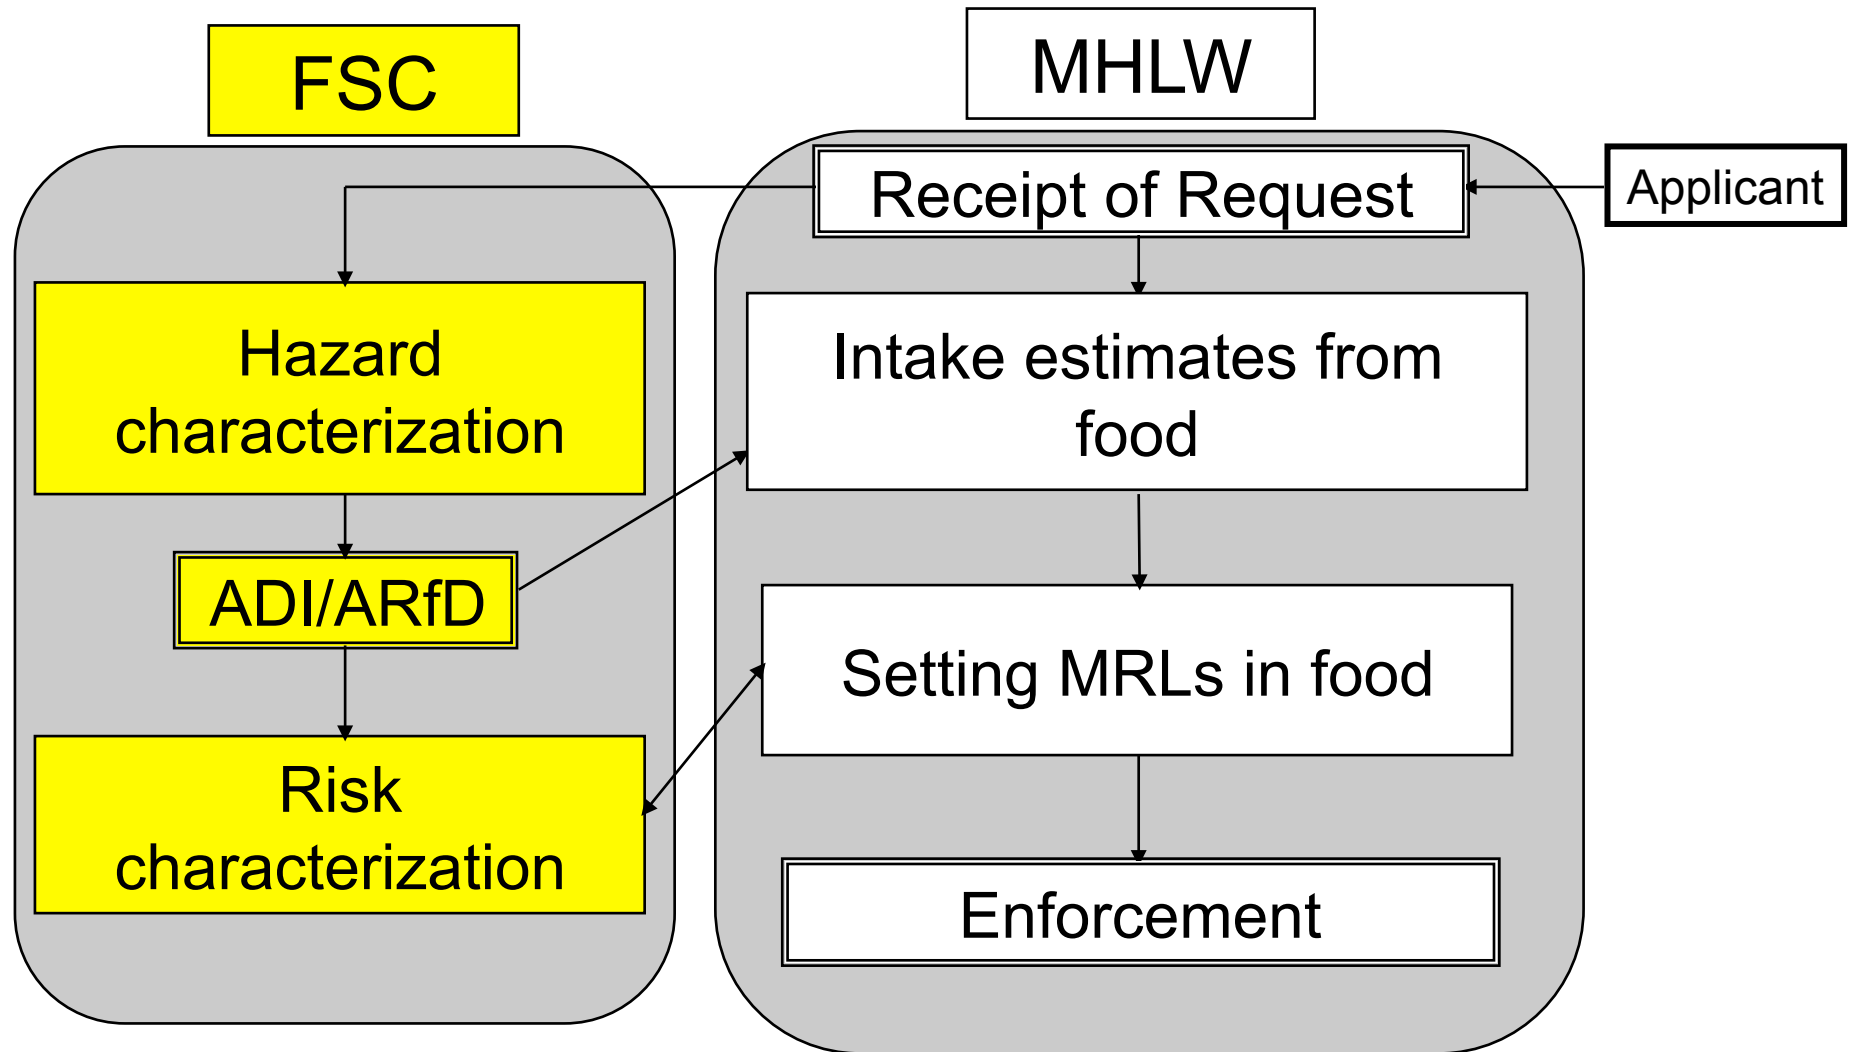 FSC
MHLW
Receipt of Request
Applicant
Hazard
characterization
Intake estimates from
food
ADI/ARfD
Setting MRLs in food
Risk
characterization
Enforcement